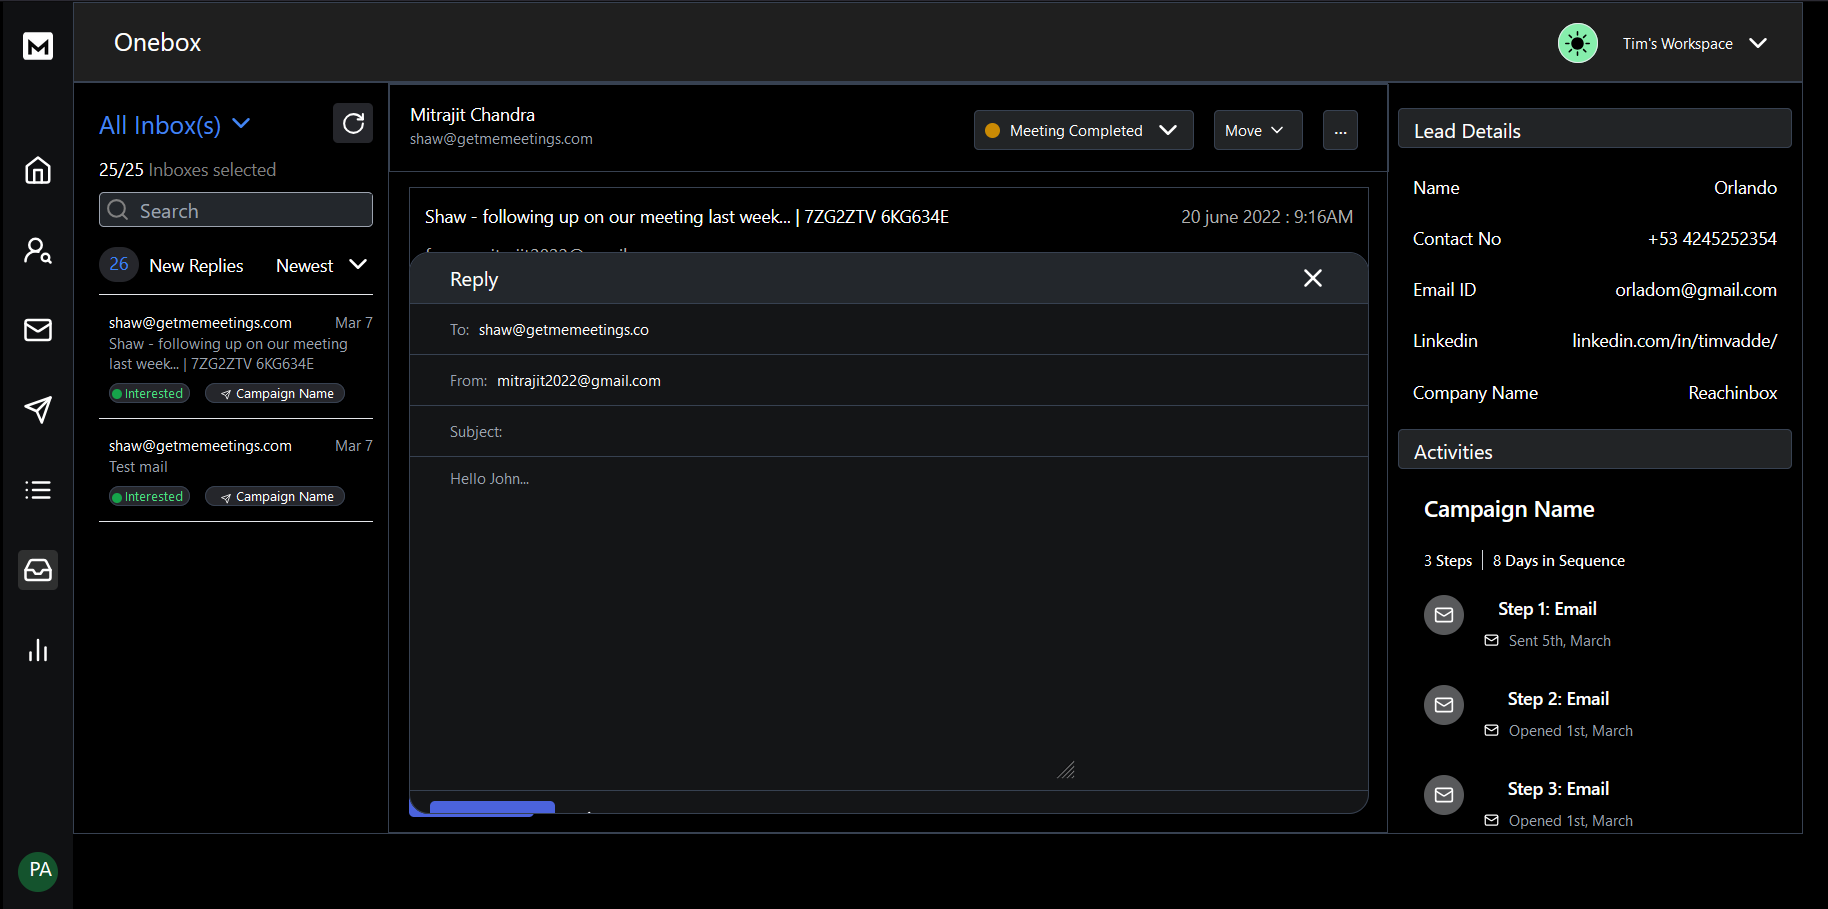 M
Onebox
Tim's Workspace
All Inbox(s)
25/25 Inboxes selected
Search
26 New Replies Newest
shaw@getmemeetings.com Mar 7
Shaw - following up on our meeting
last week... | 7ZG2ZTV 6KG634E
Interested Campaign Name
shaw@getmemeetings.com Mar 7
Test mail
Interested Campaign Name
PA
Mitrajit Chandra
shaw@getmemeetings.com
Meeting Completed
Move
...
Shaw - following up on our meeting last week... | 7ZG2ZTV 6KG634E 20 june 2022 : 9:16AM
Reply
To: shaw@getmemeetings.co
From: mitrajit2022@gmail.com
Subject:
Hello John...
Lead Details
Name Orlando
Contact No +53 4245252354
Email ID orladom@gmail.com
Linkedin linkedin.com/in/timvadde/
Company Name Reachinbox
Activities
Campaign Name
3 Steps | 8 Days in Sequence
Step 1: Email
Sent 5th, March
Step 2: Email
Opened 1st, March
Step 3: Email
Opened 1st, March